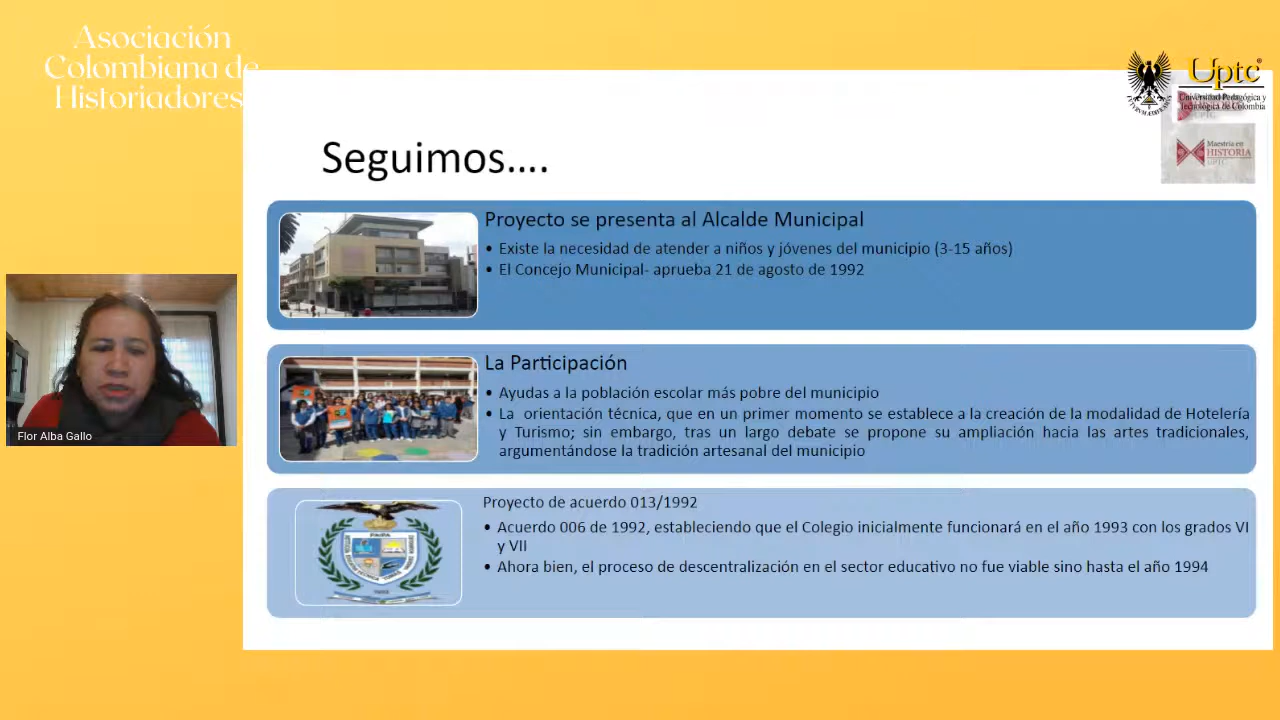 Asociación
Colombiana de
Historiadores
Uptc
Universidad Pedagógica y
Tecnológica de Colombia
Maestría en
HISTORIA
UPTC
Seguimos....
Proyecto se presenta al Alcalde Municipal
• Existe la necesidad de atender a niños y jóvenes del municipio (3-15 años)
• El Concejo Municipal- aprueba 21 de agosto de 1992
La Participación
• Ayudas a la población escolar más pobre del municipio
• La orientación técnica, que en un primer momento se establece a la creación de la modalidad de Hotelería
y Turismo; sin embargo, tras un largo debate se propone su ampliación hacia las artes tradicionales,
argumentándose la tradición artesanal del municipio
Flor Alba Gallo
Proyecto de acuerdo 013/1992
• Acuerdo 006 de 1992, estableciendo que el Colegio inicialmente funcionará en el año 1993 con los grados VI
y VII
• Ahora bien, el proceso de descentralización en el sector educativo no fue viable sino hasta el año 1994
PAIPA